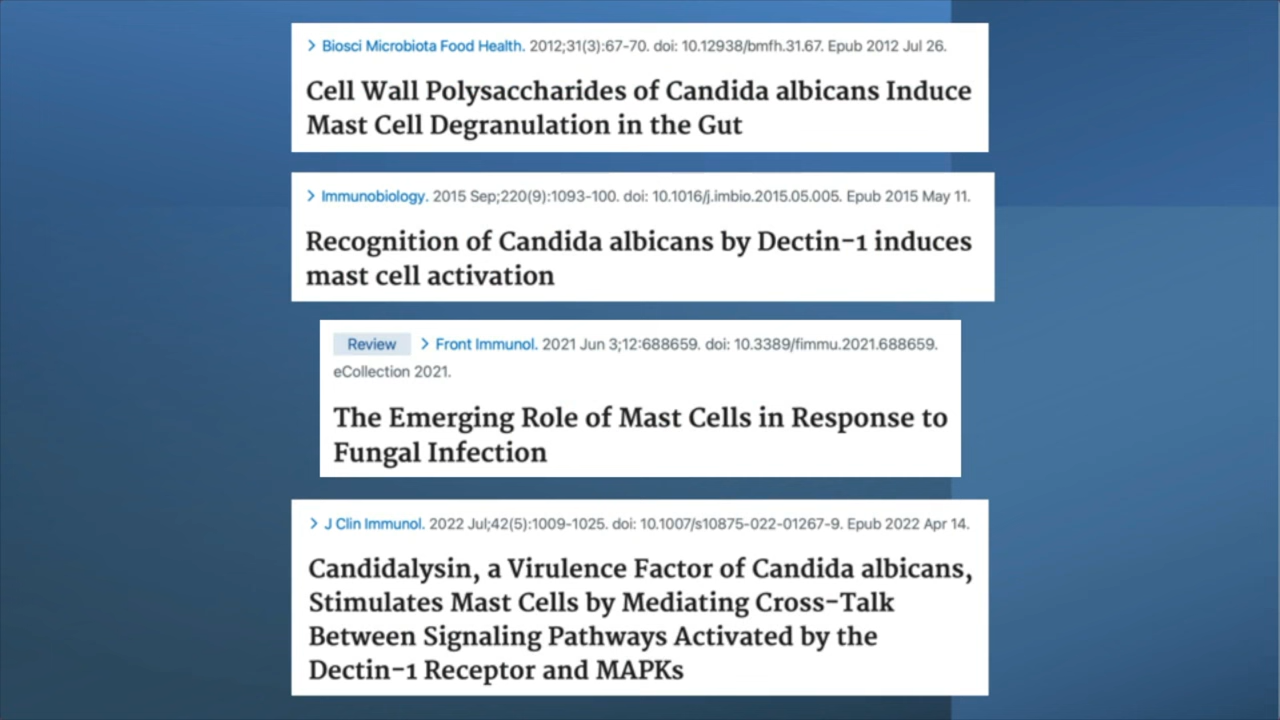 > Biosci Microbiota Food Health. 2012;31(3):67-70. doi: 10.12938/bmfh.31.67. Epub 2012 Jul 26.
Cell Wall Polysaccharides of Candida albicans Induce
Mast Cell Degranulation in the Gut
> Immunobiology. 2015 Sep;220(9):1093-100. doi: 10.1016/j.imbio.2015.05.005. Epub 2015 May 11.
Recognition of Candida albicans by Dectin-1 induces
mast cell activation
Review > Front Immunol. 2021 Jun 3;12:688659. doi: 10.3389/fimmu.2021.688659.
eCollection 2021.
The Emerging Role of Mast Cells in Response to
Fungal Infection
> J Clin Immunol. 2022 Jul;42(5):1009-1025. doi: 10.1007/s10875-022-01267-9. Epub 2022 Apr 14.
Candidalysin, a Virulence Factor of Candida albicans,
Stimulates Mast Cells by Mediating Cross-Talk
Between Signaling Pathways Activated by the
Dectin-1 Receptor and MAPKs